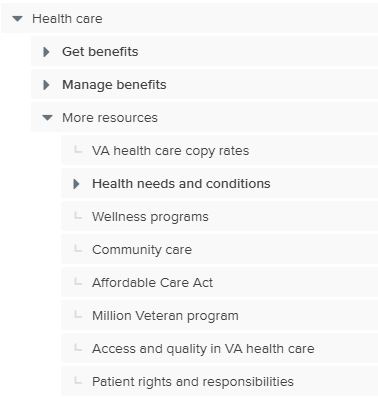 Health care
Get benefits
Manage benefits
More resources
VA health care copy rates
Health needs and conditions
Wellness programs
Community care
Affordable Care Act
Million Veteran program
Access and quality in VA health care
Patient rights and responsibilities